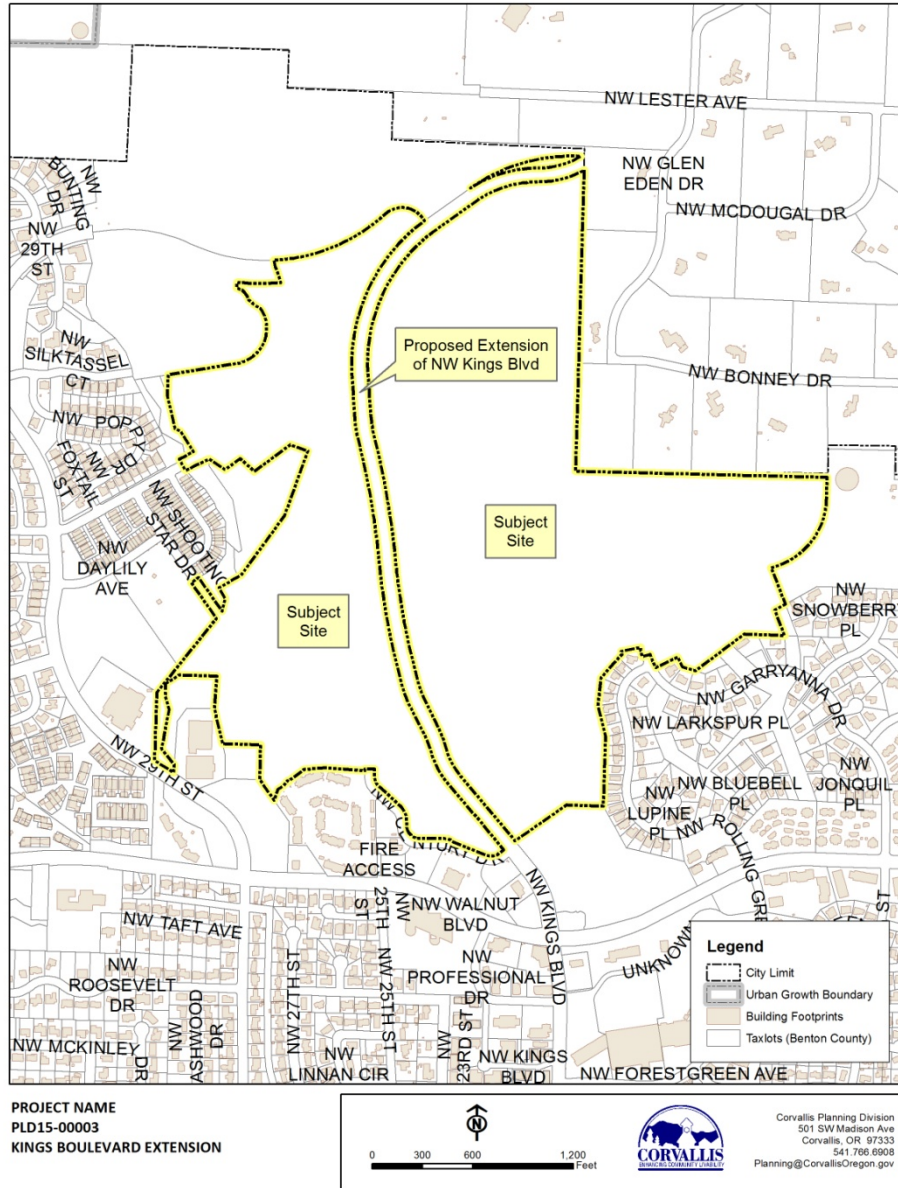 NW LESTER AVE
NW GLEN
EDEN DR
NW MCDOUGAL DR
NW
BUNTING
DR
NW
29TH
ST
NW
SILKTASSEL
CT
NW POPPY DR
NW
FOXTAIL
ST
Proposed Extension
of NW Kings Blvd
NW BONNEY DR
NW SHOOTING
STAR DR
NW
DAYLILY
AVE
Subject
Site
Subject
Site
NW
SNOWBERRY
PL
NW GARRYANNA DR
NW LARKSPUR PL
NW 29TH ST
NW BLUEBELL
PL
NW
JONQUIL
PL
NW
LUPINE
PL
NW ROLLING GRE
FIRE
ACCESS
NW
25TH
ST
NW WALNUT
BLVD
NW KINGS BLVD
ST
UNKNOWN
NW TAFT AVE
NW
ROOSEVELT
DR
NW
PROFESSIONAL
DR
NW 27TH ST
NW 25TH ST
NW
ASHWOOD
DR
NW MCKINLEY
DR
NW
LINNAN CIR
NW
23RD ST
NW KINGS
BLVD
NW FORESTGREEN AVE
Legend
City Limit
Urban Growth Boundary
Building Footprints
Taxlots (Benton County)
PROJECT NAME
PLD15-00003
KINGS BOULEVARD EXTENSION
N
0 300 600 1,200
Feet
CORVALLIS
ENHANCING COMMUNITY LIVABILITY
Corvallis Planning Division
501 SW Madison Ave
Corvallis, OR 97333
541.766.6908
Planning@CorvallisOregon.gov